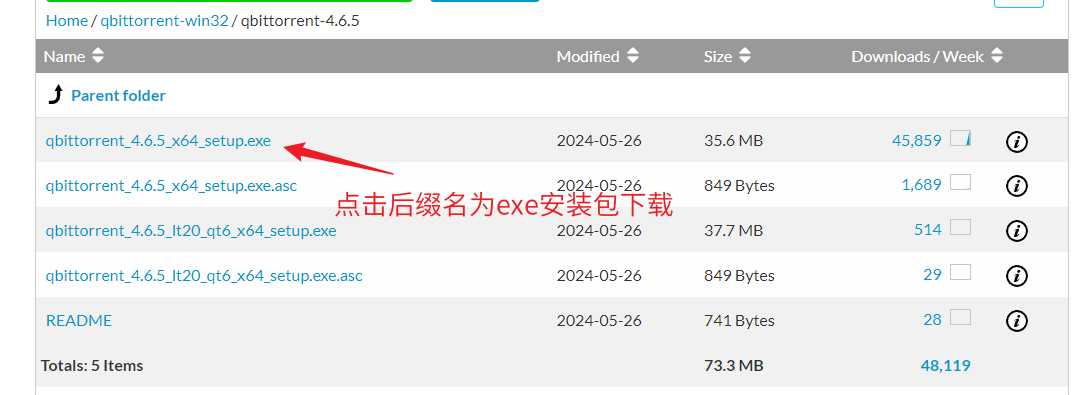 Home / qbittorrent-win32 / qbittorrent-4.6.5
Name Modified Size Downloads / Week
Parent folder
qbittorrent_4.6.5_x64_setup.exe 2024-05-26 35.6 MB 45,859
qbittorrent_4.6.5_x64_setup.exe.asc 2024-05-26 849 Bytes 1,689
点击后缀名为exe安装包下载
qbittorrent_4.6.5_lt20_qt6_x64_setup.exe 2024-05-26 37.7 MB 514
qbittorrent_4.6.5_lt20_qt6_x64_setup.exe.asc 2024-05-26 849 Bytes 29
README 2024-05-26 741 Bytes 28
Totals: 5 Items 73.3 MB 48,119